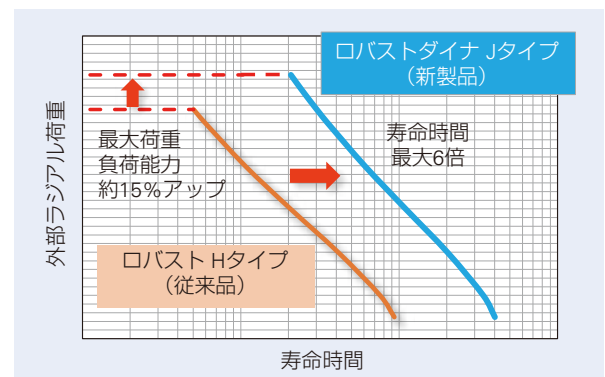 ロバストダイナ Jタイプ
（新製品）
外部ラジアル荷重
最大荷重
負荷能力
約15%アップ
寿命時間
最大6倍
ロバスト Hタイプ
（従来品）
寿命時間